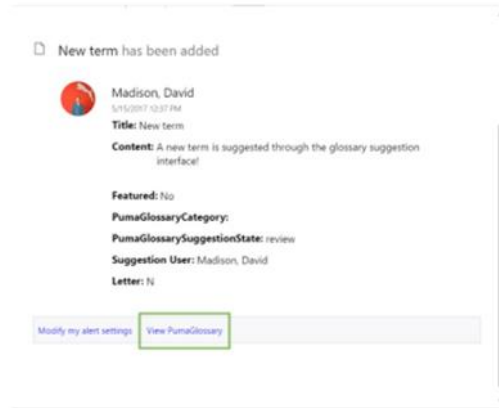 New term has been added
Madison, David
5/15/2017 12:37 PM
Title: New term
Content: A new term is suggested through the glossary suggestion
interface!
Featured: No
PumaGlossaryCategory:
PumaGlossarySuggestionState: review
Suggestion User: Madison, David
Letter: N
Modify my alert settings View PumaGlossary